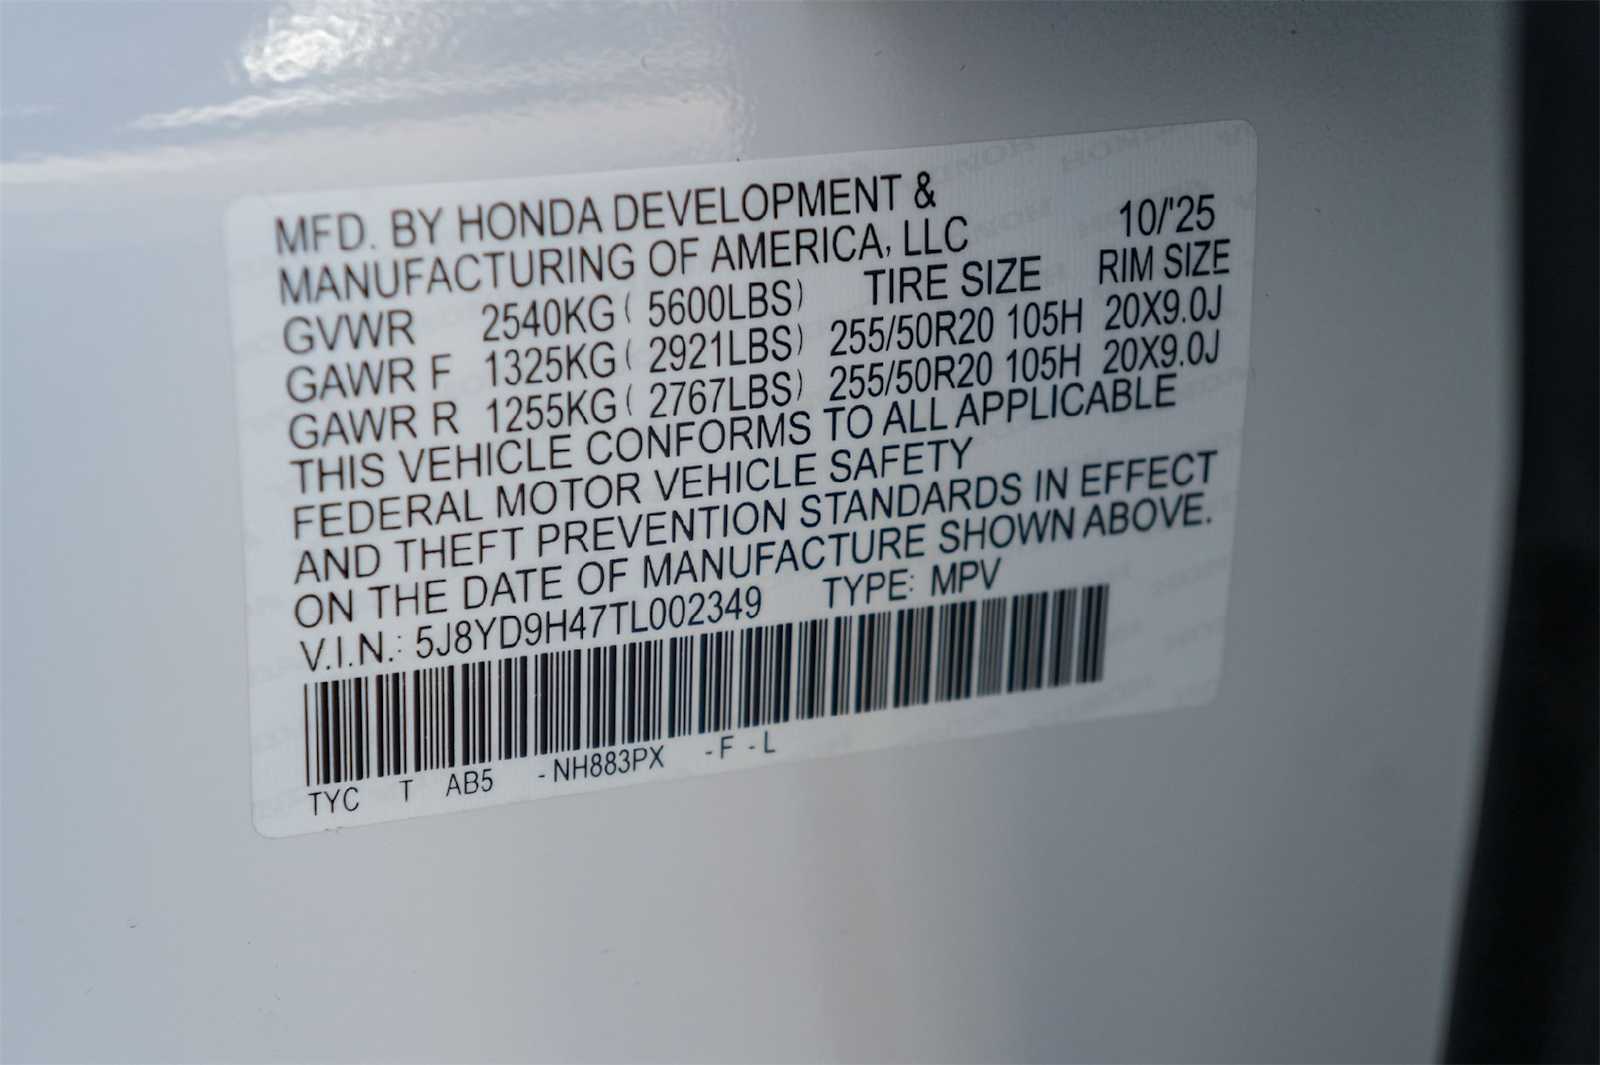 MFD. BY HONDA DEVELOPMENT &
MANUFACTURING OF AMERICA, LLC 10/'25
GVWR 2540KG ( 5600LBS) TIRE SIZE RIM SIZE
GAWR F 1325KG ( 2921LBS) 255/50R20 105H 20X9.0J
GAWR R 1255KG ( 2767LBS) 255/50R20 105H 20X9.0J
THIS VEHICLE CONFORMS TO ALL APPLICABLE
FEDERAL MOTOR VEHICLE SAFETY
AND THEFT PREVENTION STANDARDS IN EFFECT
ON THE DATE OF MANUFACTURE SHOWN ABOVE.
V.I.N.: 5J8YD9H47TL002349 TYPE: MPV
TYC T AB5 -NH883PX -F -L